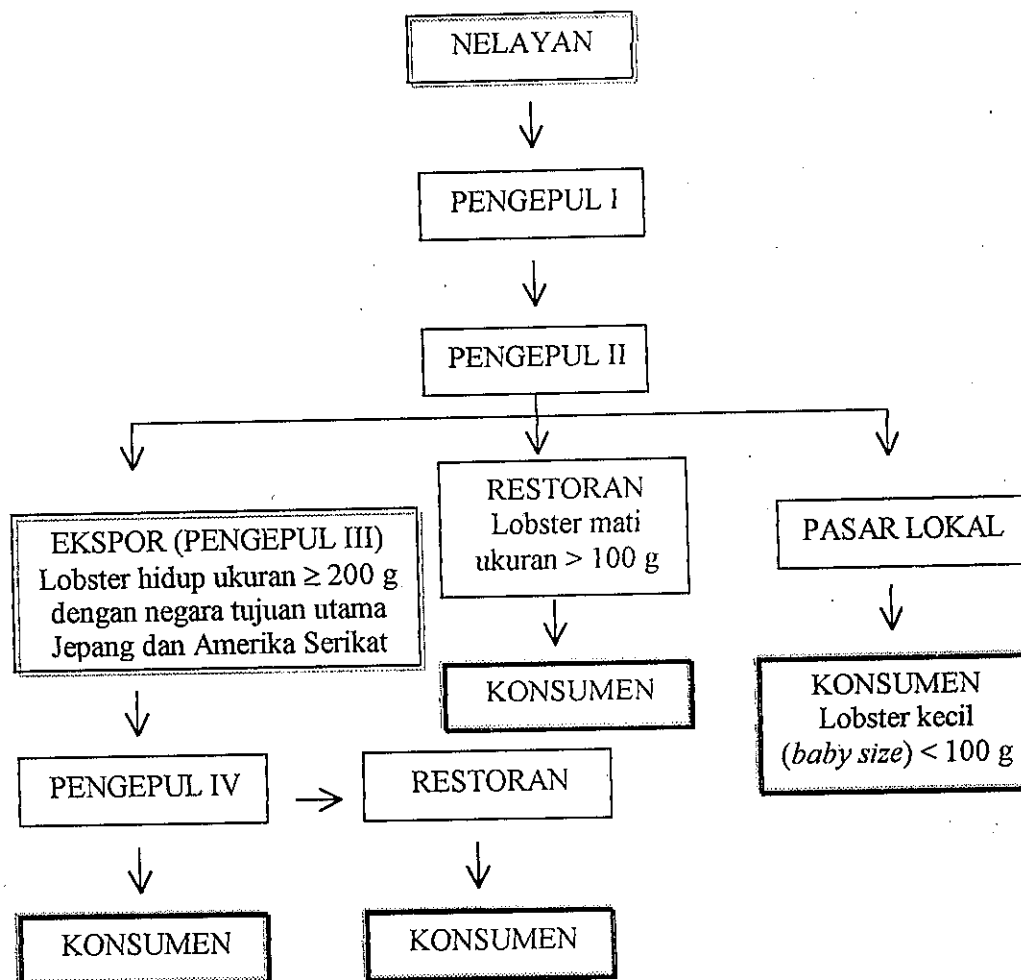 NELAYAN
PENGEPUL I
PENGEPUL II
EKSPOR (PENGEPUL III)
Lobster hidup ukuran ≥ 200 g
dengan negara tujuan utama
Jepang dan Amerika Serikat
RESTORAN
Lobster mati
ukuran > 100 g
PASAR LOKAL
KONSUMEN
KONSUMEN
Lobster kecil
(baby size) < 100 g
PENGEPUL IV
RESTORAN
KONSUMEN
KONSUMEN